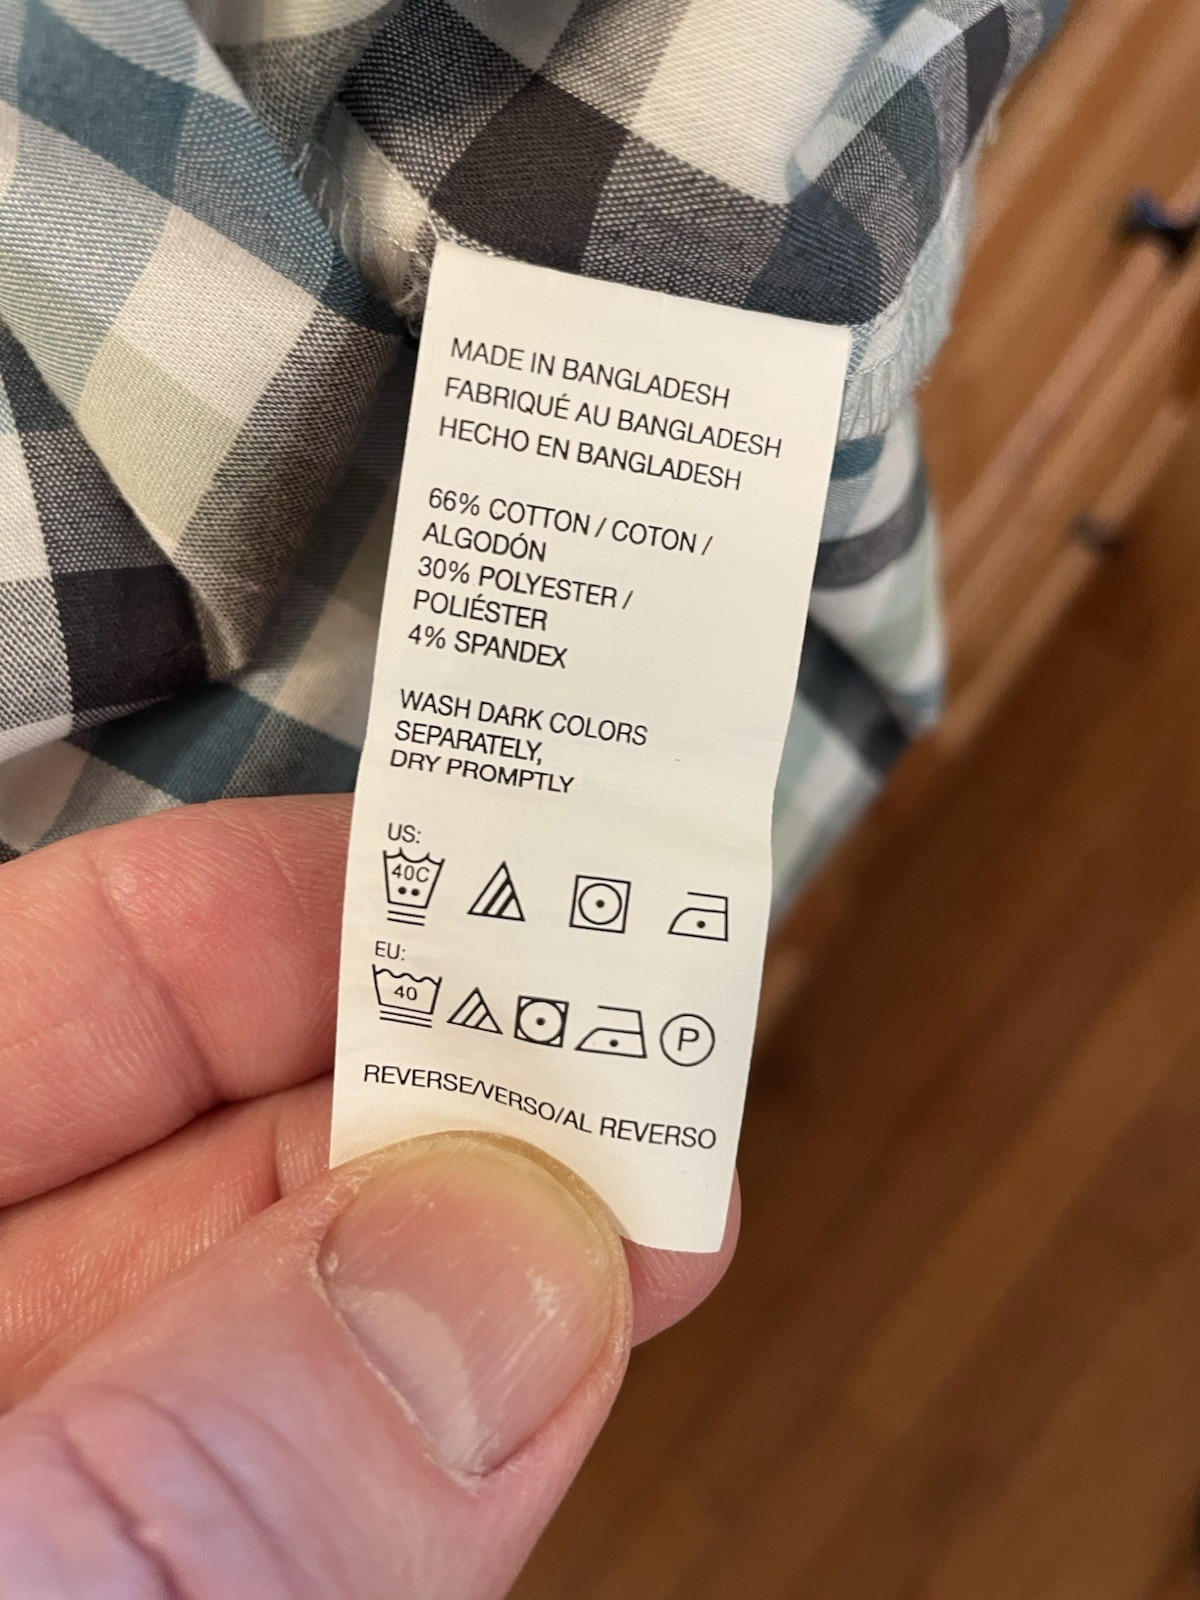 MADE IN BANGLADESH
FABRIQUÉ AU BANGLADESH
HECHO EN BANGLADESH
66% COTTON / COTON /
ALGODÓN
30% POLYESTER /
POLIÉSTER
4% SPANDEX
WASH DARK COLORS
SEPARATELY,
DRY PROMPTLY
US:
40C
EU:
40
P
REVERSE/VERSO/AL REVERSO